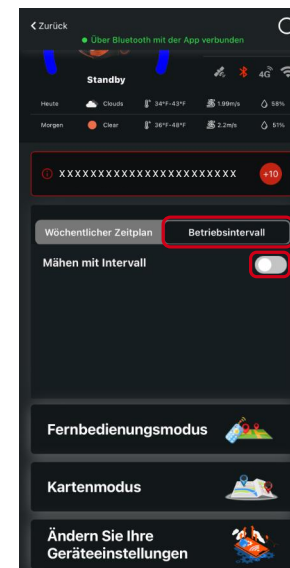 Zurück
Über Bluetooth mit der App verbunden
Standby
4G
Heute Clouds 34°F-43°F 1.99m/s 58%
Morgen Clear 36°F-48°F 2.2m/s 51%
XXXXXXXXXXXXXXXXXXXXXXXX +10
Wöchentlicher Zeitplan Betriebsintervall
Mähen mit Intervall
Fernbedienungsmodus
Kartenmodus
Ändern Sie Ihre
Geräteeinstellungen